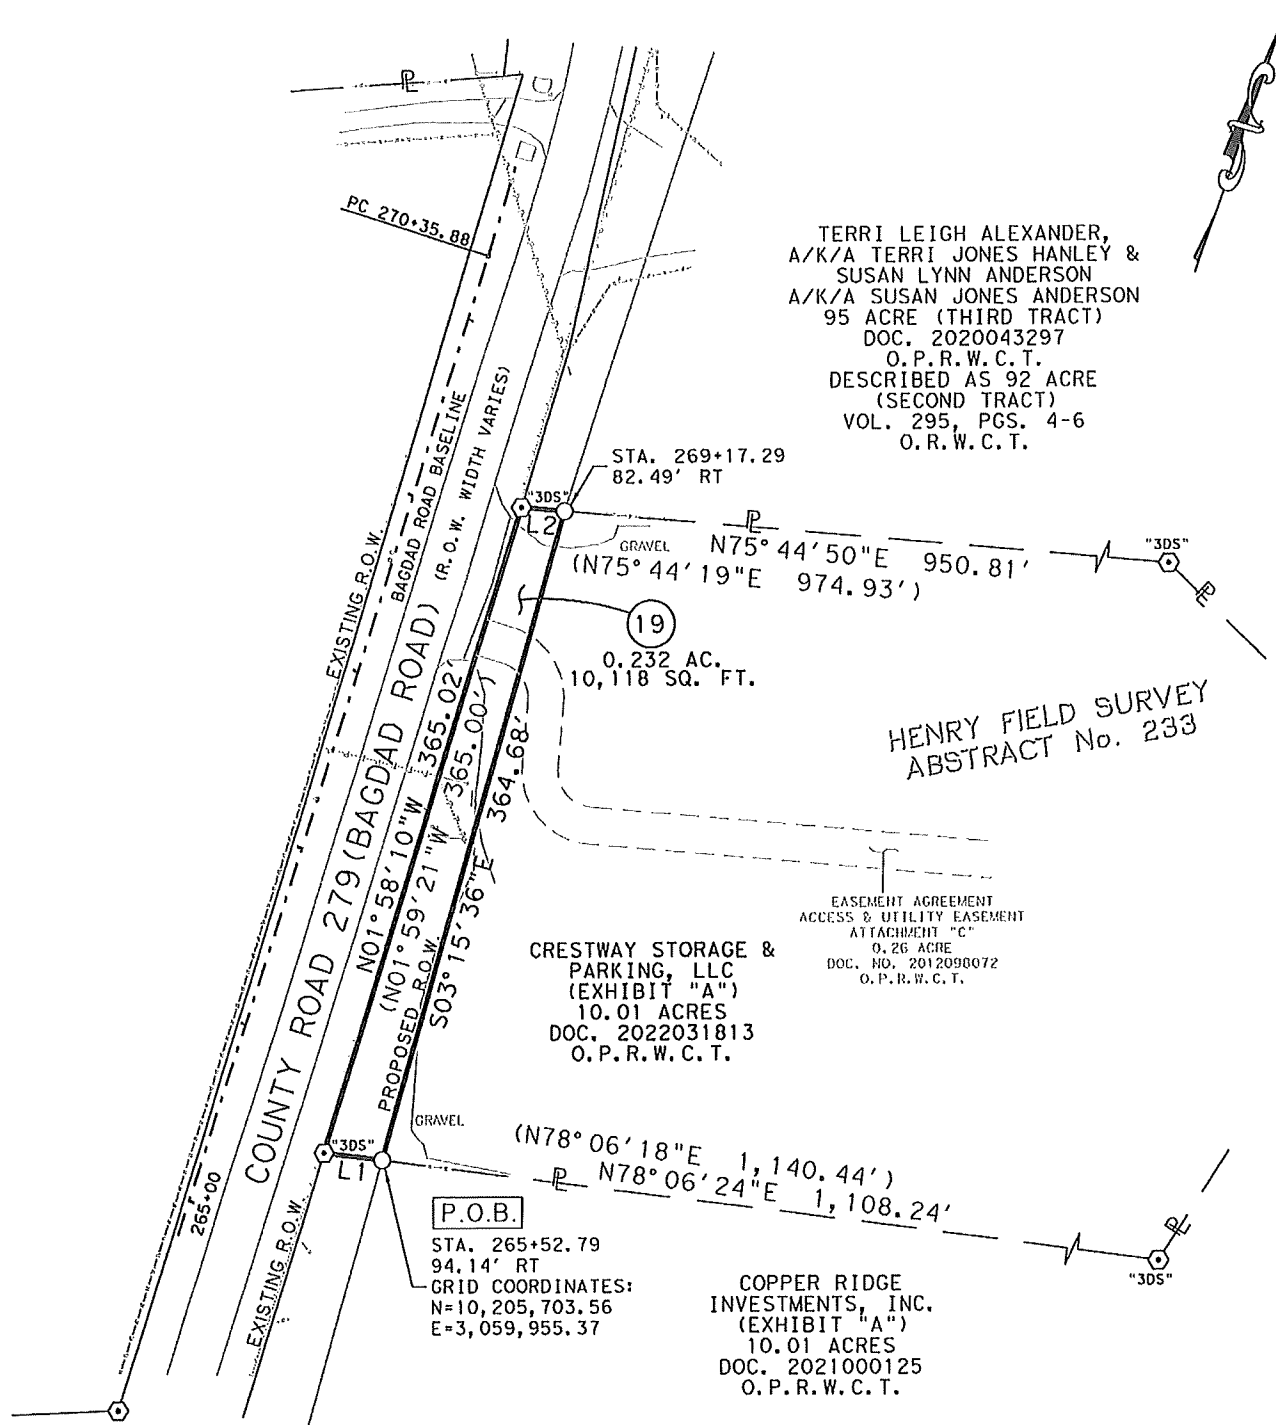 PL
PC 270+35.88
TERRI LEIGH ALEXANDER,
A/K/A TERRI JONES HANLEY &
SUSAN LYNN ANDERSON
A/K/A SUSAN JONES ANDERSON
95 ACRE (THIRD TRACT)
DOC. 2020043297
O.P.R.W.C.T.
DESCRIBED AS 92 ACRE
(SECOND TRACT)
VOL. 295, PGS. 4-6
O.R.W.C.T.
STA. 269+17.29
82.49' RT
"3DS"
L2
GRAVEL
PL
N75°44'50"E 950.81'
(N75°44'19"E 974.93')
"3DS"
PL
19
0.232 AC.
10,118 SQ. FT.
HENRY FIELD SURVEY
ABSTRACT No. 233
EXISTING R.O.W.
BAGDAD ROAD BASELINE
(R.O.W. WIDTH VARIES)
COUNTY ROAD 279 (BAGDAD ROAD)
N01°58'10"W 365.02'
(N01°59'21"W 365.00')
S03°15'36"E 364.68'
PROPOSED R.O.W.
EASEMENT AGREEMENT
ACCESS & UTILITY EASEMENT
ATTACHMENT "C"
0.26 ACRE
DOC. NO. 2012098072
O.P.R.W.C.T.
CRESTWAY STORAGE &
PARKING, LLC
(EXHIBIT "A")
10.01 ACRES
DOC. 2022031813
O.P.R.W.C.T.
GRAVEL
"3DS"
L1
(N78°06'18"E 1,140.44')
N78°06'24"E 1,108.24'
PL
PL
"3DS"
265+00
EXISTING R.O.W.
P.O.B.
STA. 265+52.79
94.14' RT
GRID COORDINATES:
N=10,205,703.56
E=3,059,955.37
COPPER RIDGE
INVESTMENTS, INC.
(EXHIBIT "A")
10.01 ACRES
DOC. 2021000125
O.P.R.W.C.T.